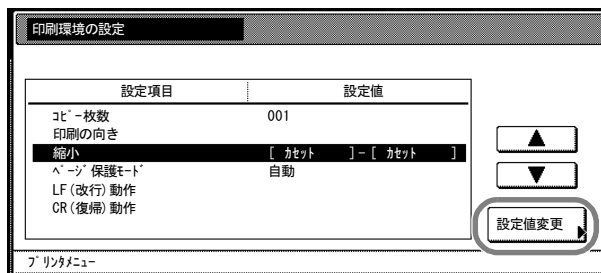 印刷環境の設定
設定項目 設定値
ｺﾋﾟｰ枚数 001
印刷の向き
縮小 [ ｶｾｯﾄ ]−[ ｶｾｯﾄ ]
ﾍﾟｰｼﾞ保護ﾓｰﾄﾞ 自動
LF(改行)動作
CR(復帰)動作
設定値変更
ﾌﾟﾘﾝﾀﾒﾆｭｰ